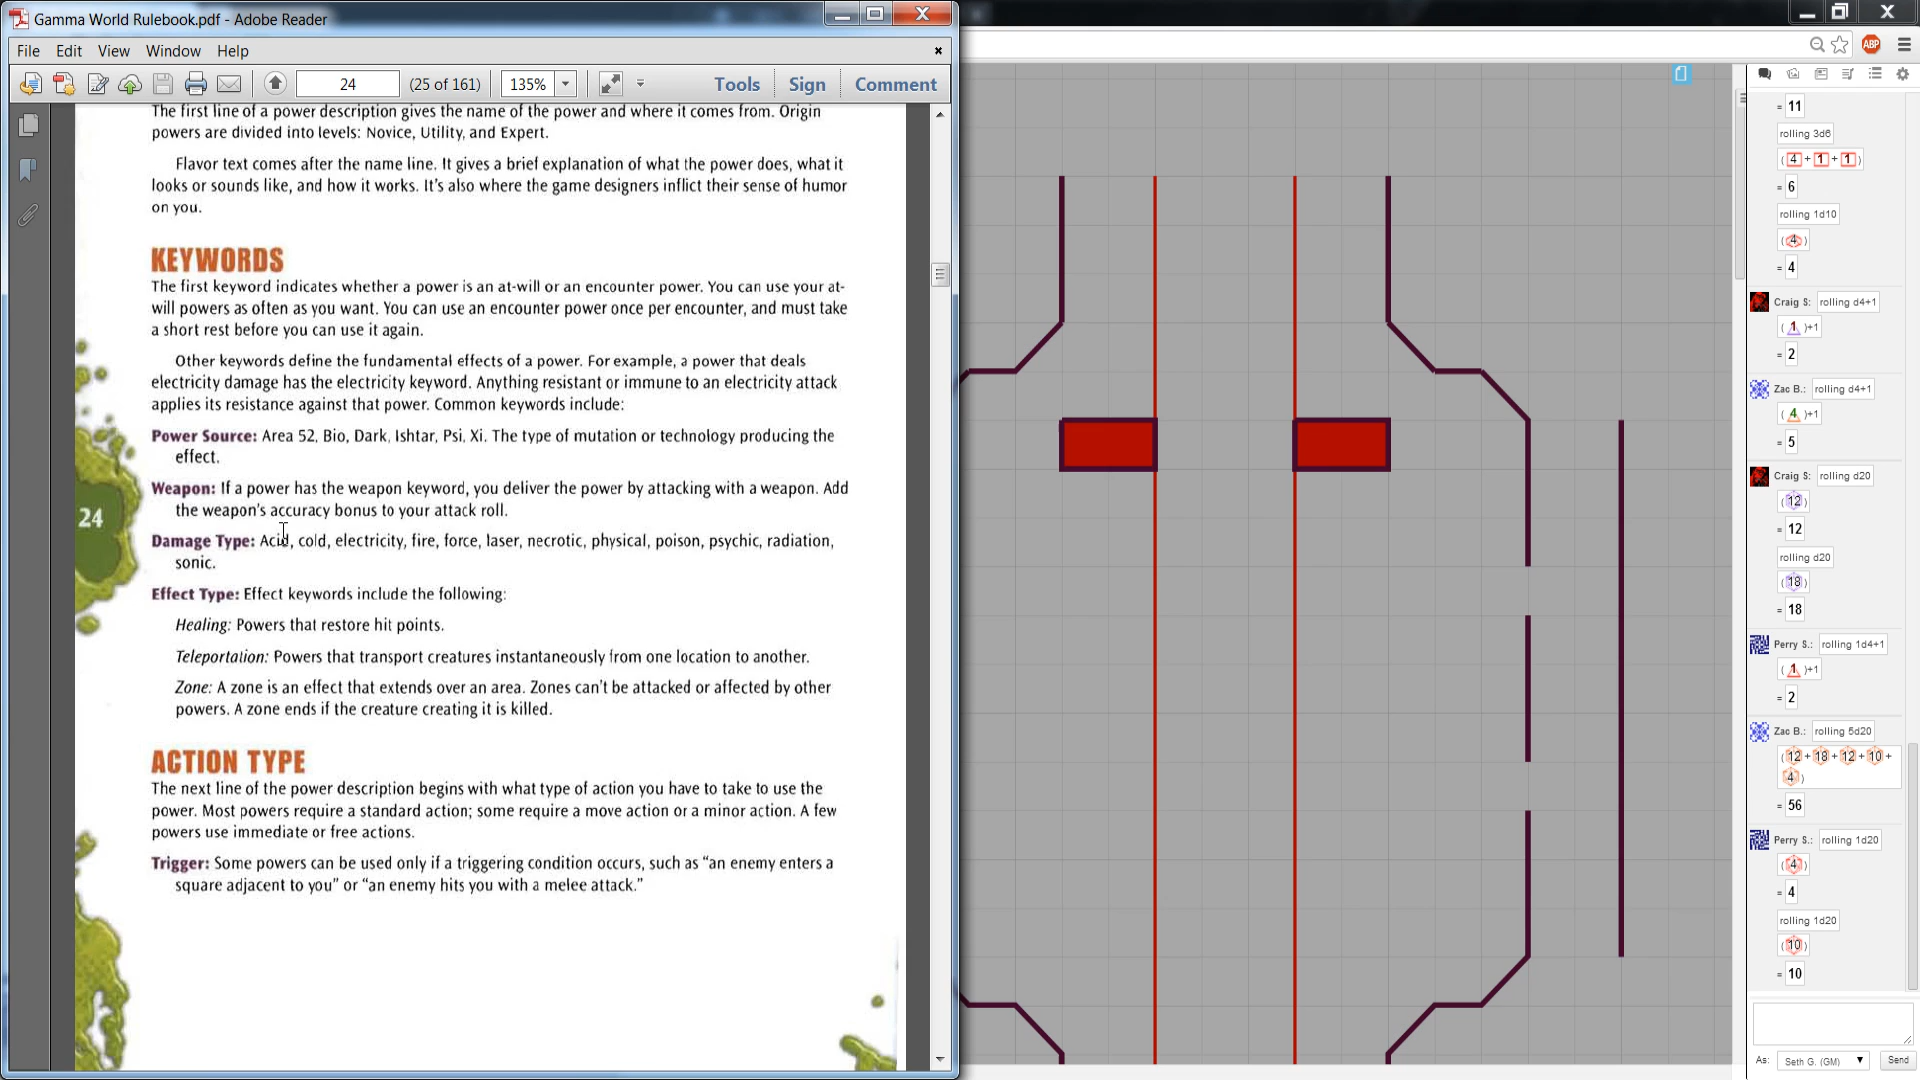 Gamma World Rulebook.pdf - Adobe Reader
File Edit View Window Help
24 (25 of 161) 135% Tools Sign Comment
The first line of a power description gives the name of the power and where it comes from. Origin
powers are divided into levels: Novice, Utility, and Expert.
Flavor text comes after the name line. It gives a brief explanation of what the power does, what it
looks or sounds like, and how it works. It's also where the game designers inflict their sense of humor
on you.
KEYWORDS
The first keyword indicates whether a power is an at-will or an encounter power. You can use your at-
will powers as often as you want. You can use an encounter power once per encounter, and must take
a short rest before you can use it again.
Other keywords define the fundamental effects of a power. For example, a power that deals
electricity damage has the electricity keyword. Anything resistant or immune to an electricity attack
applies its resistance against that power. Common keywords include:
Power Source: Area 52, Bio, Dark, Ishtar, Psi, Xi. The type of mutation or technology producing the
effect.
Weapon: If a power has the weapon keyword, you deliver the power by attacking with a weapon. Add
the weapon's accuracy bonus to your attack roll.
24
Damage Type: Acid, cold, electricity, fire, force, laser, necrotic, physical, poison, psychic, radiation,
sonic.
Effect Type: Effect keywords include the following:
Healing: Powers that restore hit points.
Teleportation: Powers that transport creatures instantaneously from one location to another.
Zone: A zone is an effect that extends over an area. Zones can't be attacked or affected by other
powers. A zone ends if the creature creating it is killed.
ACTION TYPE
The next line of the power description begins with what type of action you have to take to use the
power. Most powers require a standard action; some require a move action or a minor action. A few
powers use immediate or free actions.
Trigger: Some powers can be used only if a triggering condition occurs, such as "an enemy enters a
square adjacent to you" or "an enemy hits you with a melee attack."
ABP
= 11
rolling 3d6
(4+1+1)
= 6
rolling 1d10
(4)
= 4
Craig S: rolling d4+1
(1)+1
= 2
Zac B.: rolling d4+1
(4)+1
= 5
Craig S: rolling d20
(12)
= 12
rolling d20
(18)
= 18
Perry S.: rolling 1d4+1
(1)+1
= 2
Zac B.: rolling 5d20
(12+18+12+10+
4)
= 56
Perry S.: rolling 1d20
(4)
= 4
rolling 1d20
(10)
= 10
As: Seth G. (GM) Send